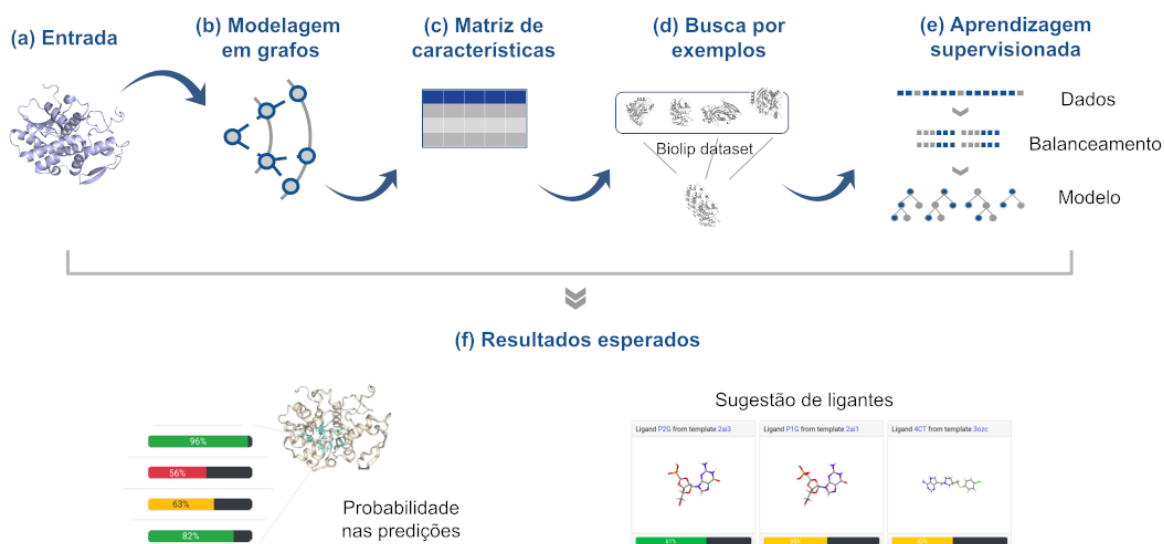 (a) Entrada
(b) Modelagem
em grafos
(c) Matriz de
características
(d) Busca por
exemplos
(e) Aprendizagem
supervisionada
Biolip dataset
Dados
Balanceamento
Modelo
(f) Resultados esperados
96%
56%
63%
82%
Probabilidade
nas predições
Sugestão de ligantes
Ligand P2G from template 2ai3
Ligand P1G from template 2ai1
Ligand 4CT from template 3ozc